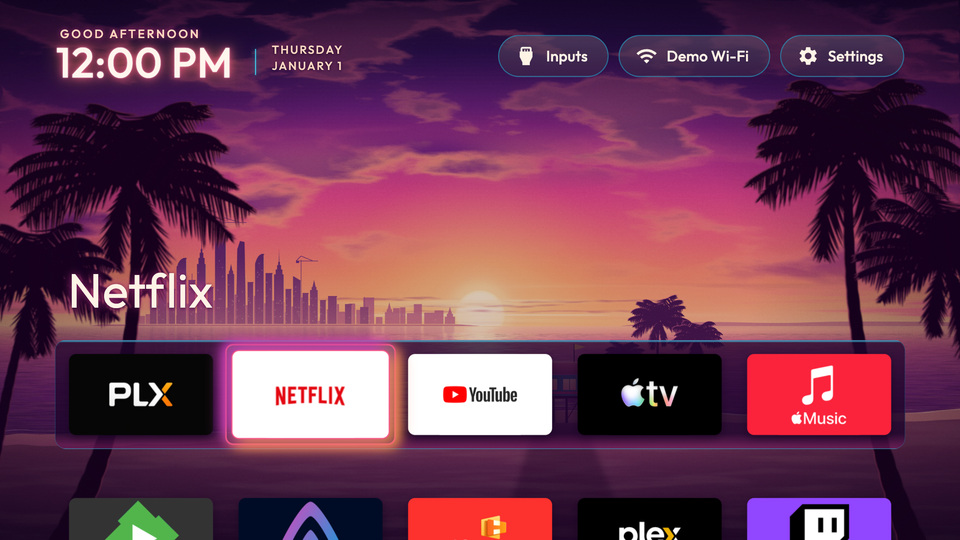 GOOD AFTERNOON
12:00 PM
THURSDAY
JANUARY 1
Inputs
Demo Wi-Fi
Settings
Netflix
PLX
NETFLIX
YouTube
tv
Music
plex